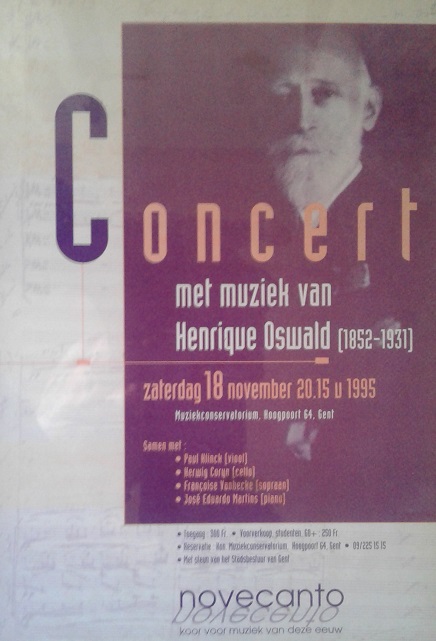 Concert
met muziek van
Henrique Oswald (1852-1931)
zaterdag 18 november 20.15 u 1995
Muziekconservatorium, Hoogpoort 64, Gent
Samen met :
• Paul Klinck (viool)
• Herwig Coryn (cello)
• Françoise Vanhecke (sopraan)
• José Eduardo Martins (piano)
• Toegang : 300 Fr. • Voorverkoop, studenten, 60+ : 250 Fr.
• Reservatie : Kon. Muziekconservatorium, Hoogpoort 64, Gent • 09/225 15 15
• Met steun van het Stadsbestuur van Gent
novecanto
novecanto
koor voor muziek van deze eeuw